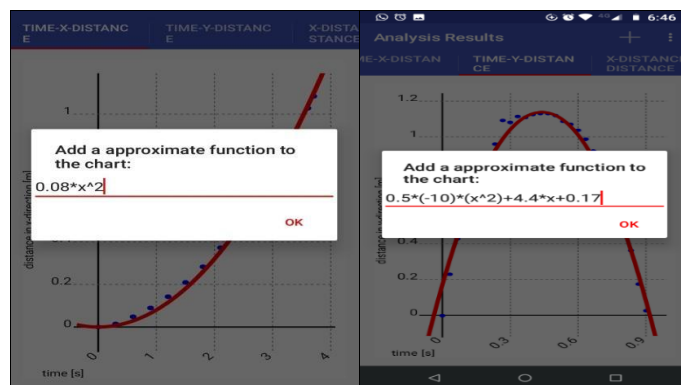 TIME-X-DISTANC
E
TIME-Y-DISTANC
E
X-DISTA
STANCE
1
Add a approximate function to
the chart:
0.08*x^2
OK
distance in x-direction [m]
0.2
0
0
1
2
3
4
time [s]
6:46
Analysis Results
IE-X-DISTAN
TIME-Y-DISTAN
CE
X-DISTANC
DISTANCE
1.2
1
Add a approximate function to
the chart:
0.5*(-10)*(x^2)+4.4*x+0.17
OK
0.4
0.2
0
0
0.3
0.6
0.9
time [s]